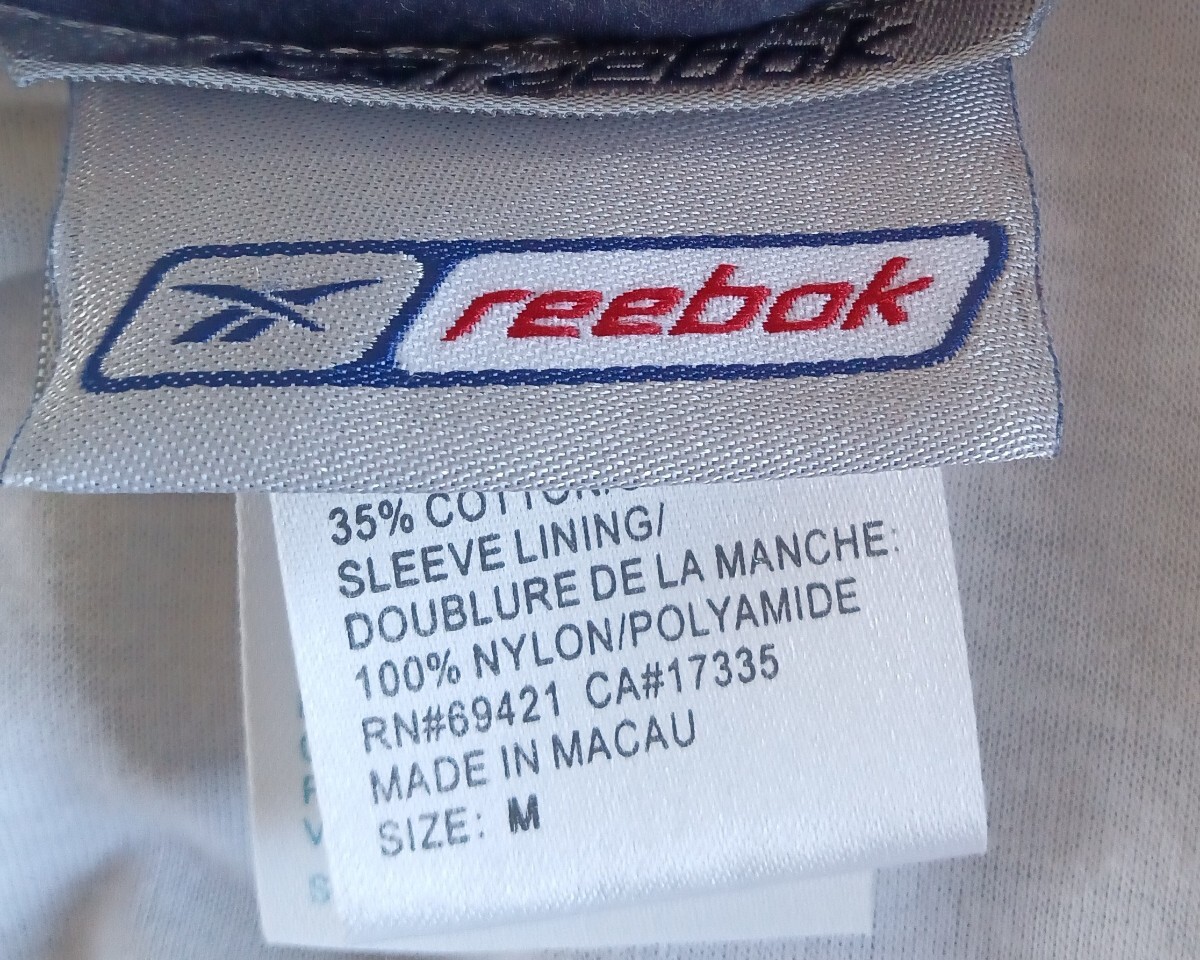 reebok
reebok
35% COTTON/
SLEEVE LINING/
DOUBLURE DE LA MANCHE:
100% NYLON/POLYAMIDE
RN#69421 CA#17335
MADE IN MACAU
SIZE: M